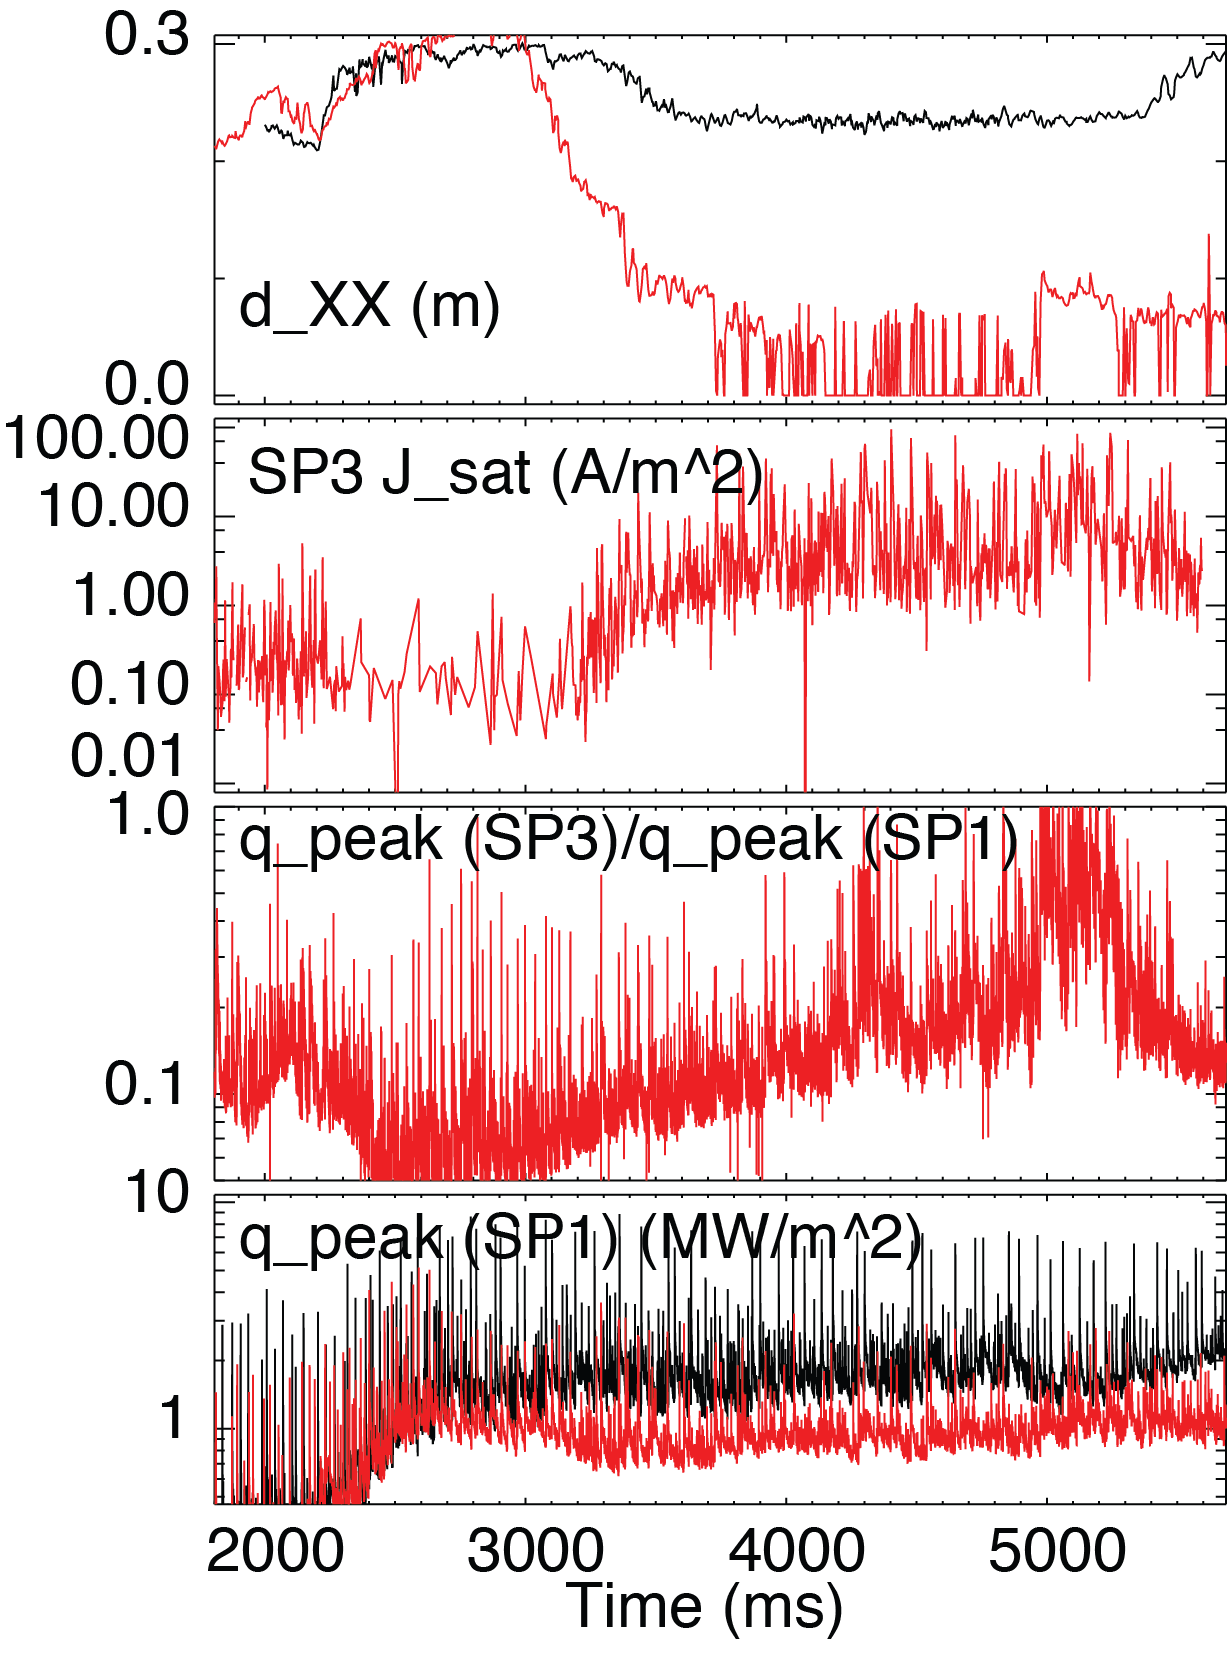 0.3
d_XX (m)
0.0
100.00
SP3 J_sat (A/m^2)
10.00
1.00
0.10
0.01
1.0
q_peak (SP3)/q_peak (SP1)
0.1
10
10
q_peak (SP1) (MW/m^2)
1
2000 3000 4000 5000
Time (ms)